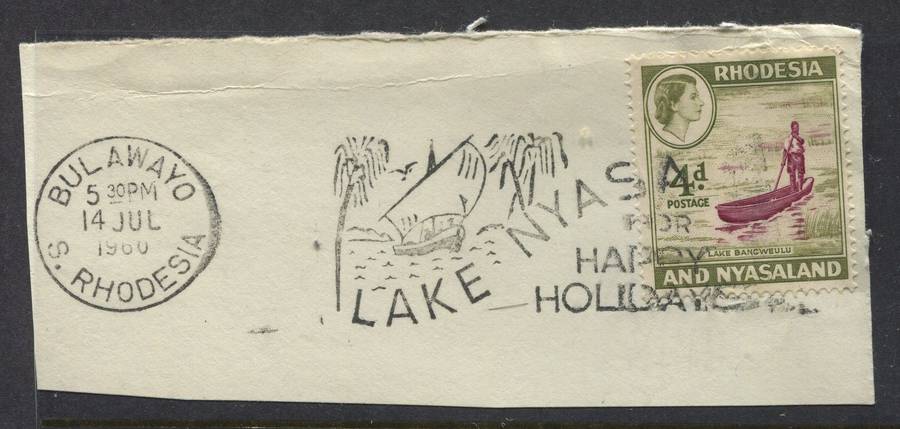 BULAWAYO
5 30PM
14 JUL
1960
S. RHODESIA
LAKE NYASA
FOR
HAPPY
HOLIDAYS
RHODESIA
4d.
POSTAGE
LAKE BANGWEULU
AND NYASALAND